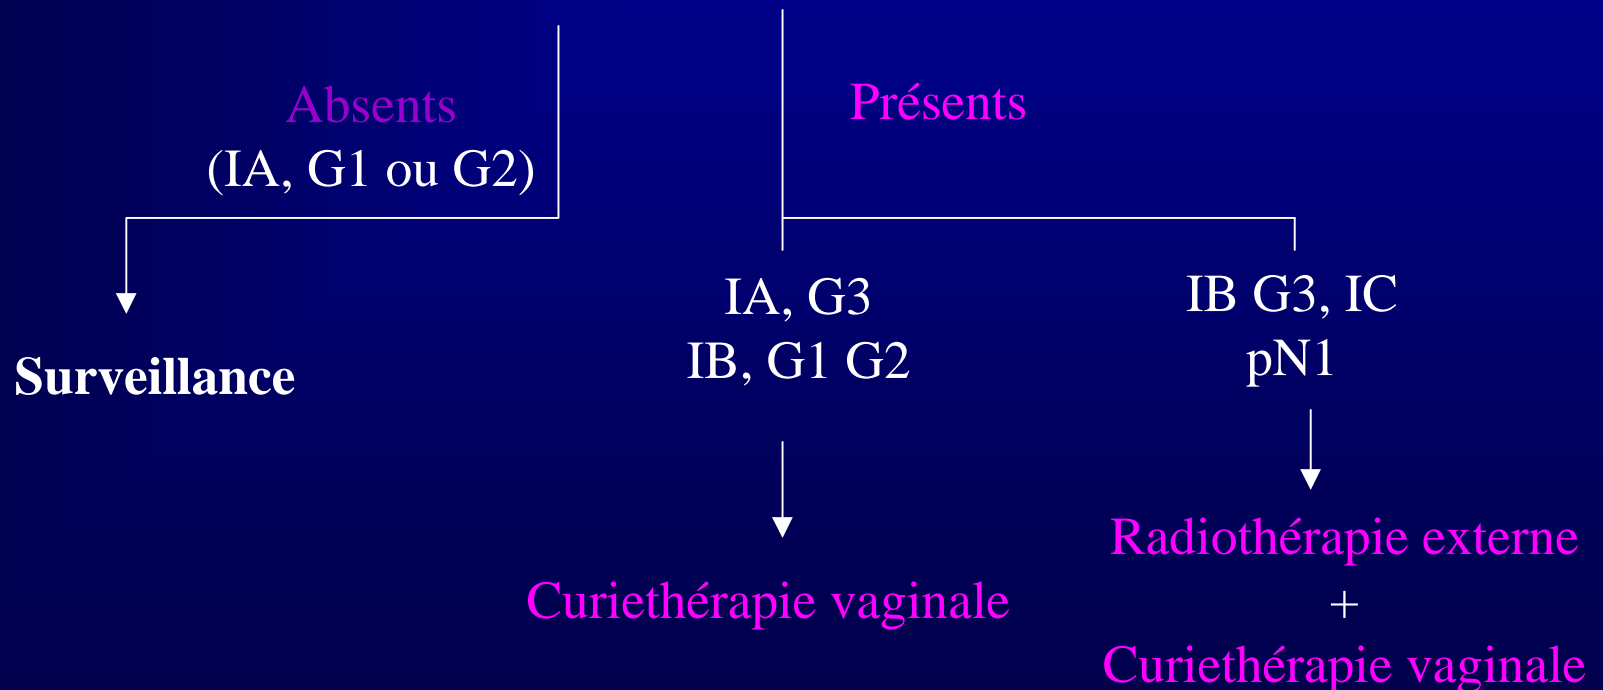 Absents
(IA, G1 ou G2)
Présents
Surveillance
IA, G3
IB, G1 G2
Curiethérapie vaginale
IB G3, IC
pN1
Radiothérapie externe
+
Curiethérapie vaginale